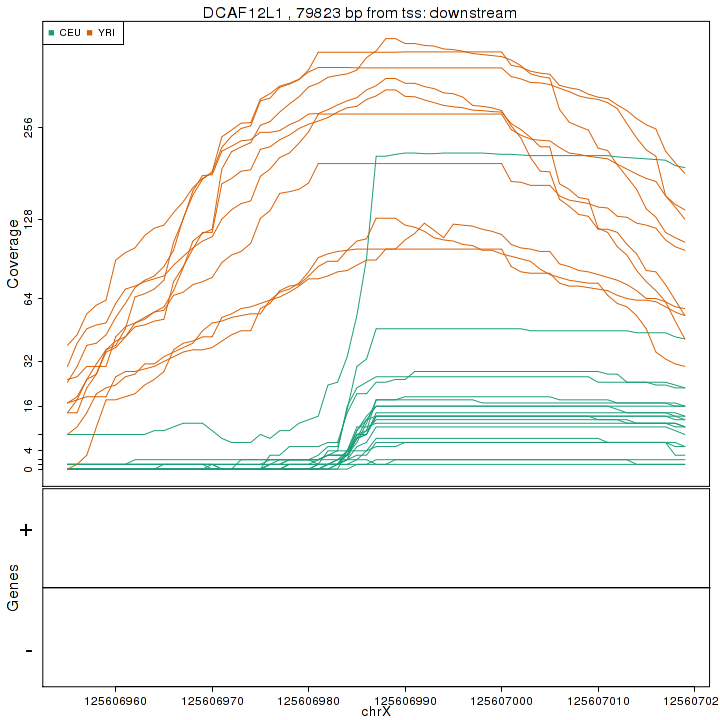 DCAF12L1 , 79823 bp from tss: downstream
CEU YRI
Coverage
256
128
64
32
16
4
0
Genes
+
-
125606960 125606970 125606980 125606990 125607000 125607010 12560702
chrX